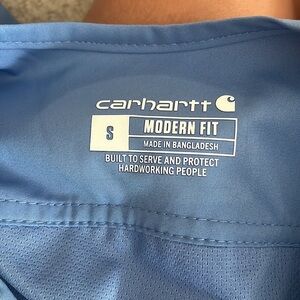 carhartt
S MODERN FIT
MADE IN BANGLADESH
BUILT TO SERVE AND PROTECT
HARDWORKING PEOPLE